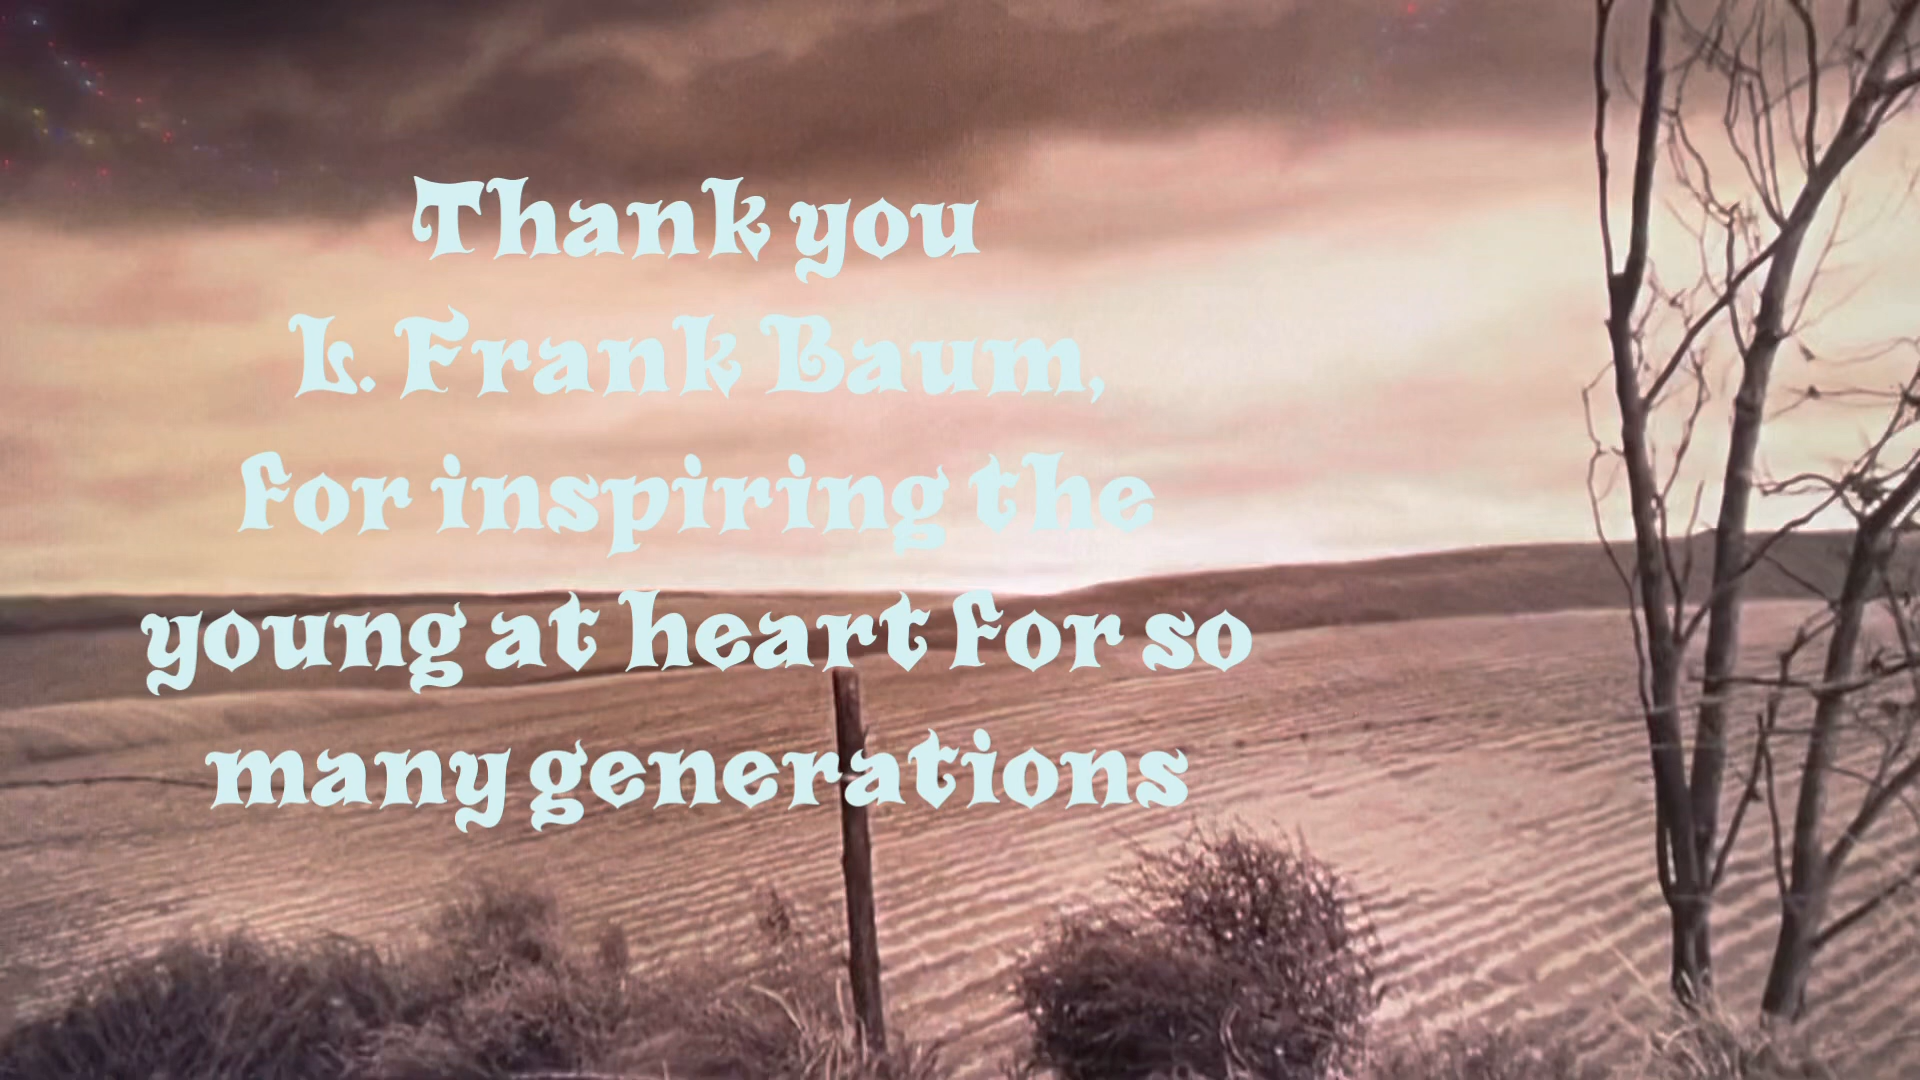 Thank you
L. Frank Baum,
for inspiring the
young at heart for so
many generations